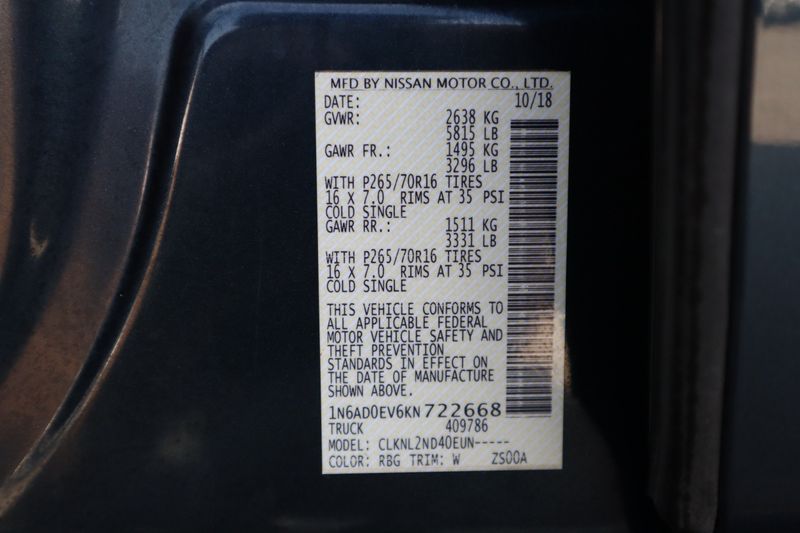 MFD BY NISSAN MOTOR CO., LTD.
DATE: 10/18
GVWR: 2638 KG
5815 LB
GAWR FR.: 1495 KG
3296 LB
WITH P265/70R16 TIRES
16 X 7.0 RIMS AT 35 PSI
COLD SINGLE
GAWR RR.: 1511 KG
3331 LB
WITH P265/70R16 TIRES
16 X 7.0 RIMS AT 35 PSI
COLD SINGLE
THIS VEHICLE CONFORMS TO
ALL APPLICABLE FEDERAL
MOTOR VEHICLE SAFETY AND
THEFT PREVENTION
STANDARDS IN EFFECT ON
THE DATE OF MANUFACTURE
SHOWN ABOVE.
1N6AD0EV6KN722668
TRUCK 409786
MODEL: CLKNL2ND40EUN-----
COLOR: RBG TRIM: W ZS00A